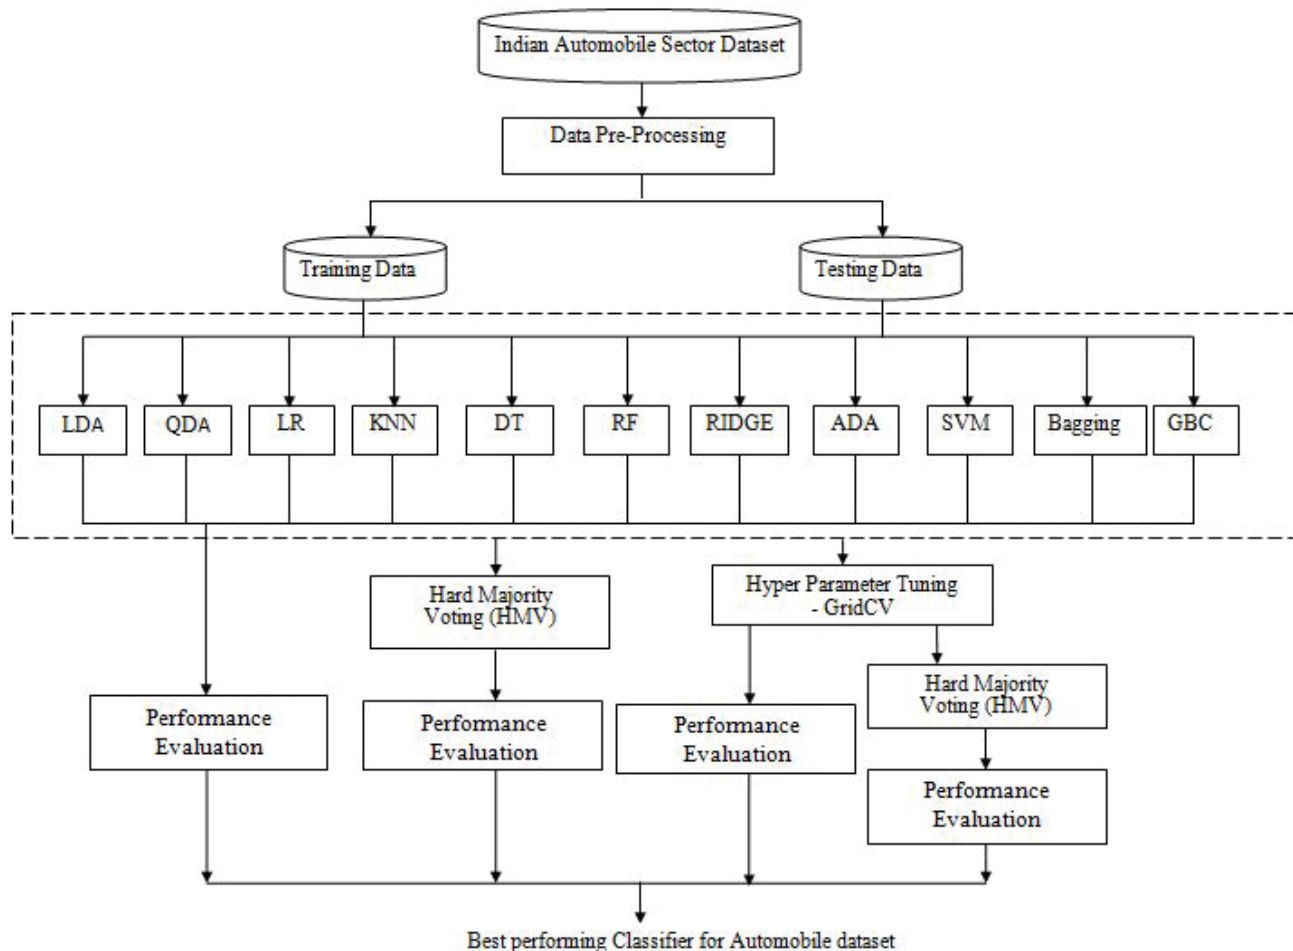 Indian Automobile Sector Dataset
Data Pre-Processing
Training Data
Testing Data
LDA
QDA
LR
KNN
DT
RF
RIDGE
ADA
SVM
Bagging
GBC
Hard Majority
Voting (HMV)
Hyper Parameter Tuning
- GridCV
Hard Majority
Voting (HMV)
Performance
Evaluation
Performance
Evaluation
Performance
Evaluation
Performance
Evaluation
Best performing Classifier for Automobile dataset